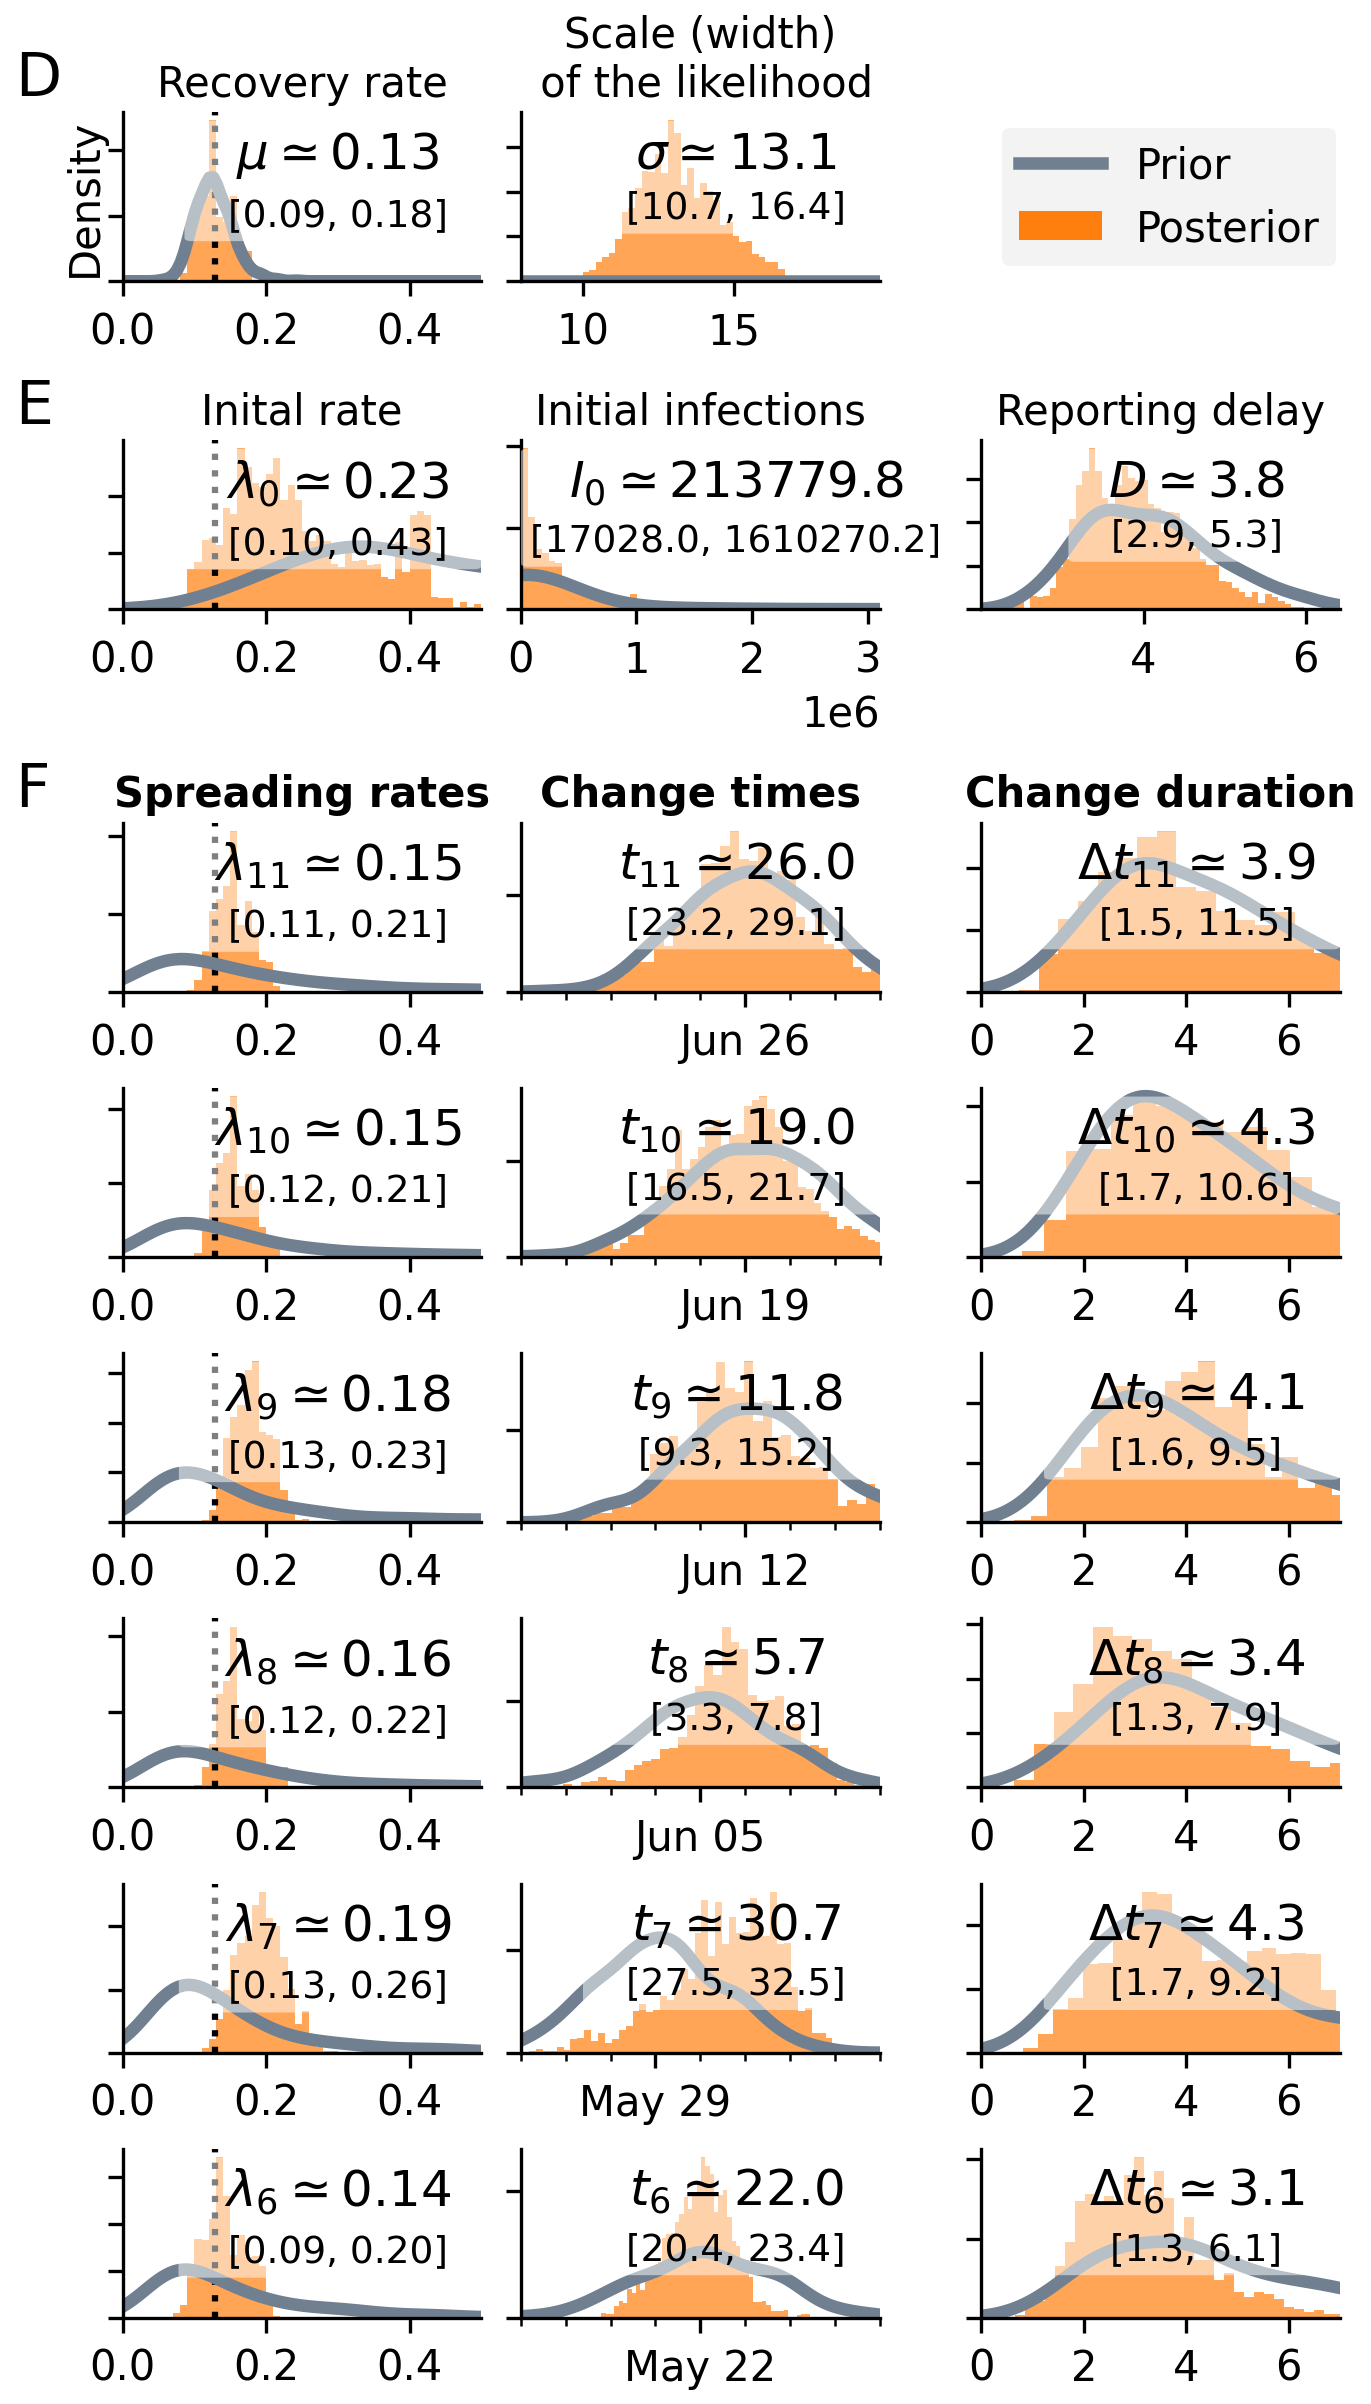 D
Recovery rate
Scale (width)
of the likelihood
Density
μ ≃ 0.13
[0.09, 0.18]
0.0 0.2 0.4
σ ≃ 13.1
[10.7, 16.4]
10 15
Prior
Posterior
E
Inital rate
Initial infections
Reporting delay
λ0 ≃ 0.23
[0.10, 0.43]
0.0 0.2 0.4
I0 ≃ 213779.8
[17028.0, 1610270.2]
0 1 2 3
1e6
D ≃ 3.8
[2.9, 5.3]
4 6
F
Spreading rates
Change times
Change duration
λ11 ≃ 0.15
[0.11, 0.21]
0.0 0.2 0.4
t11 ≃ 26.0
[23.2, 29.1]
Jun 26
Δt11 ≃ 3.9
[1.5, 11.5]
0 2 4 6
λ10 ≃ 0.15
[0.12, 0.21]
0.0 0.2 0.4
t10 ≃ 19.0
[16.5, 21.7]
Jun 19
Δt10 ≃ 4.3
[1.7, 10.6]
0 2 4 6
λ9 ≃ 0.18
[0.13, 0.23]
0.0 0.2 0.4
t9 ≃ 11.8
[9.3, 15.2]
Jun 12
Δt9 ≃ 4.1
[1.6, 9.5]
0 2 4 6
λ8 ≃ 0.16
[0.12, 0.22]
0.0 0.2 0.4
t8 ≃ 5.7
[3.3, 7.8]
Jun 05
Δt8 ≃ 3.4
[1.3, 7.9]
0 2 4 6
λ7 ≃ 0.19
[0.13, 0.26]
0.0 0.2 0.4
t7 ≃ 30.7
[27.5, 32.5]
May 29
Δt7 ≃ 4.3
[1.7, 9.2]
0 2 4 6
λ6 ≃ 0.14
[0.09, 0.20]
0.0 0.2 0.4
t6 ≃ 22.0
[20.4, 23.4]
May 22
Δt6 ≃ 3.1
[1.3, 6.1]
0 2 4 6